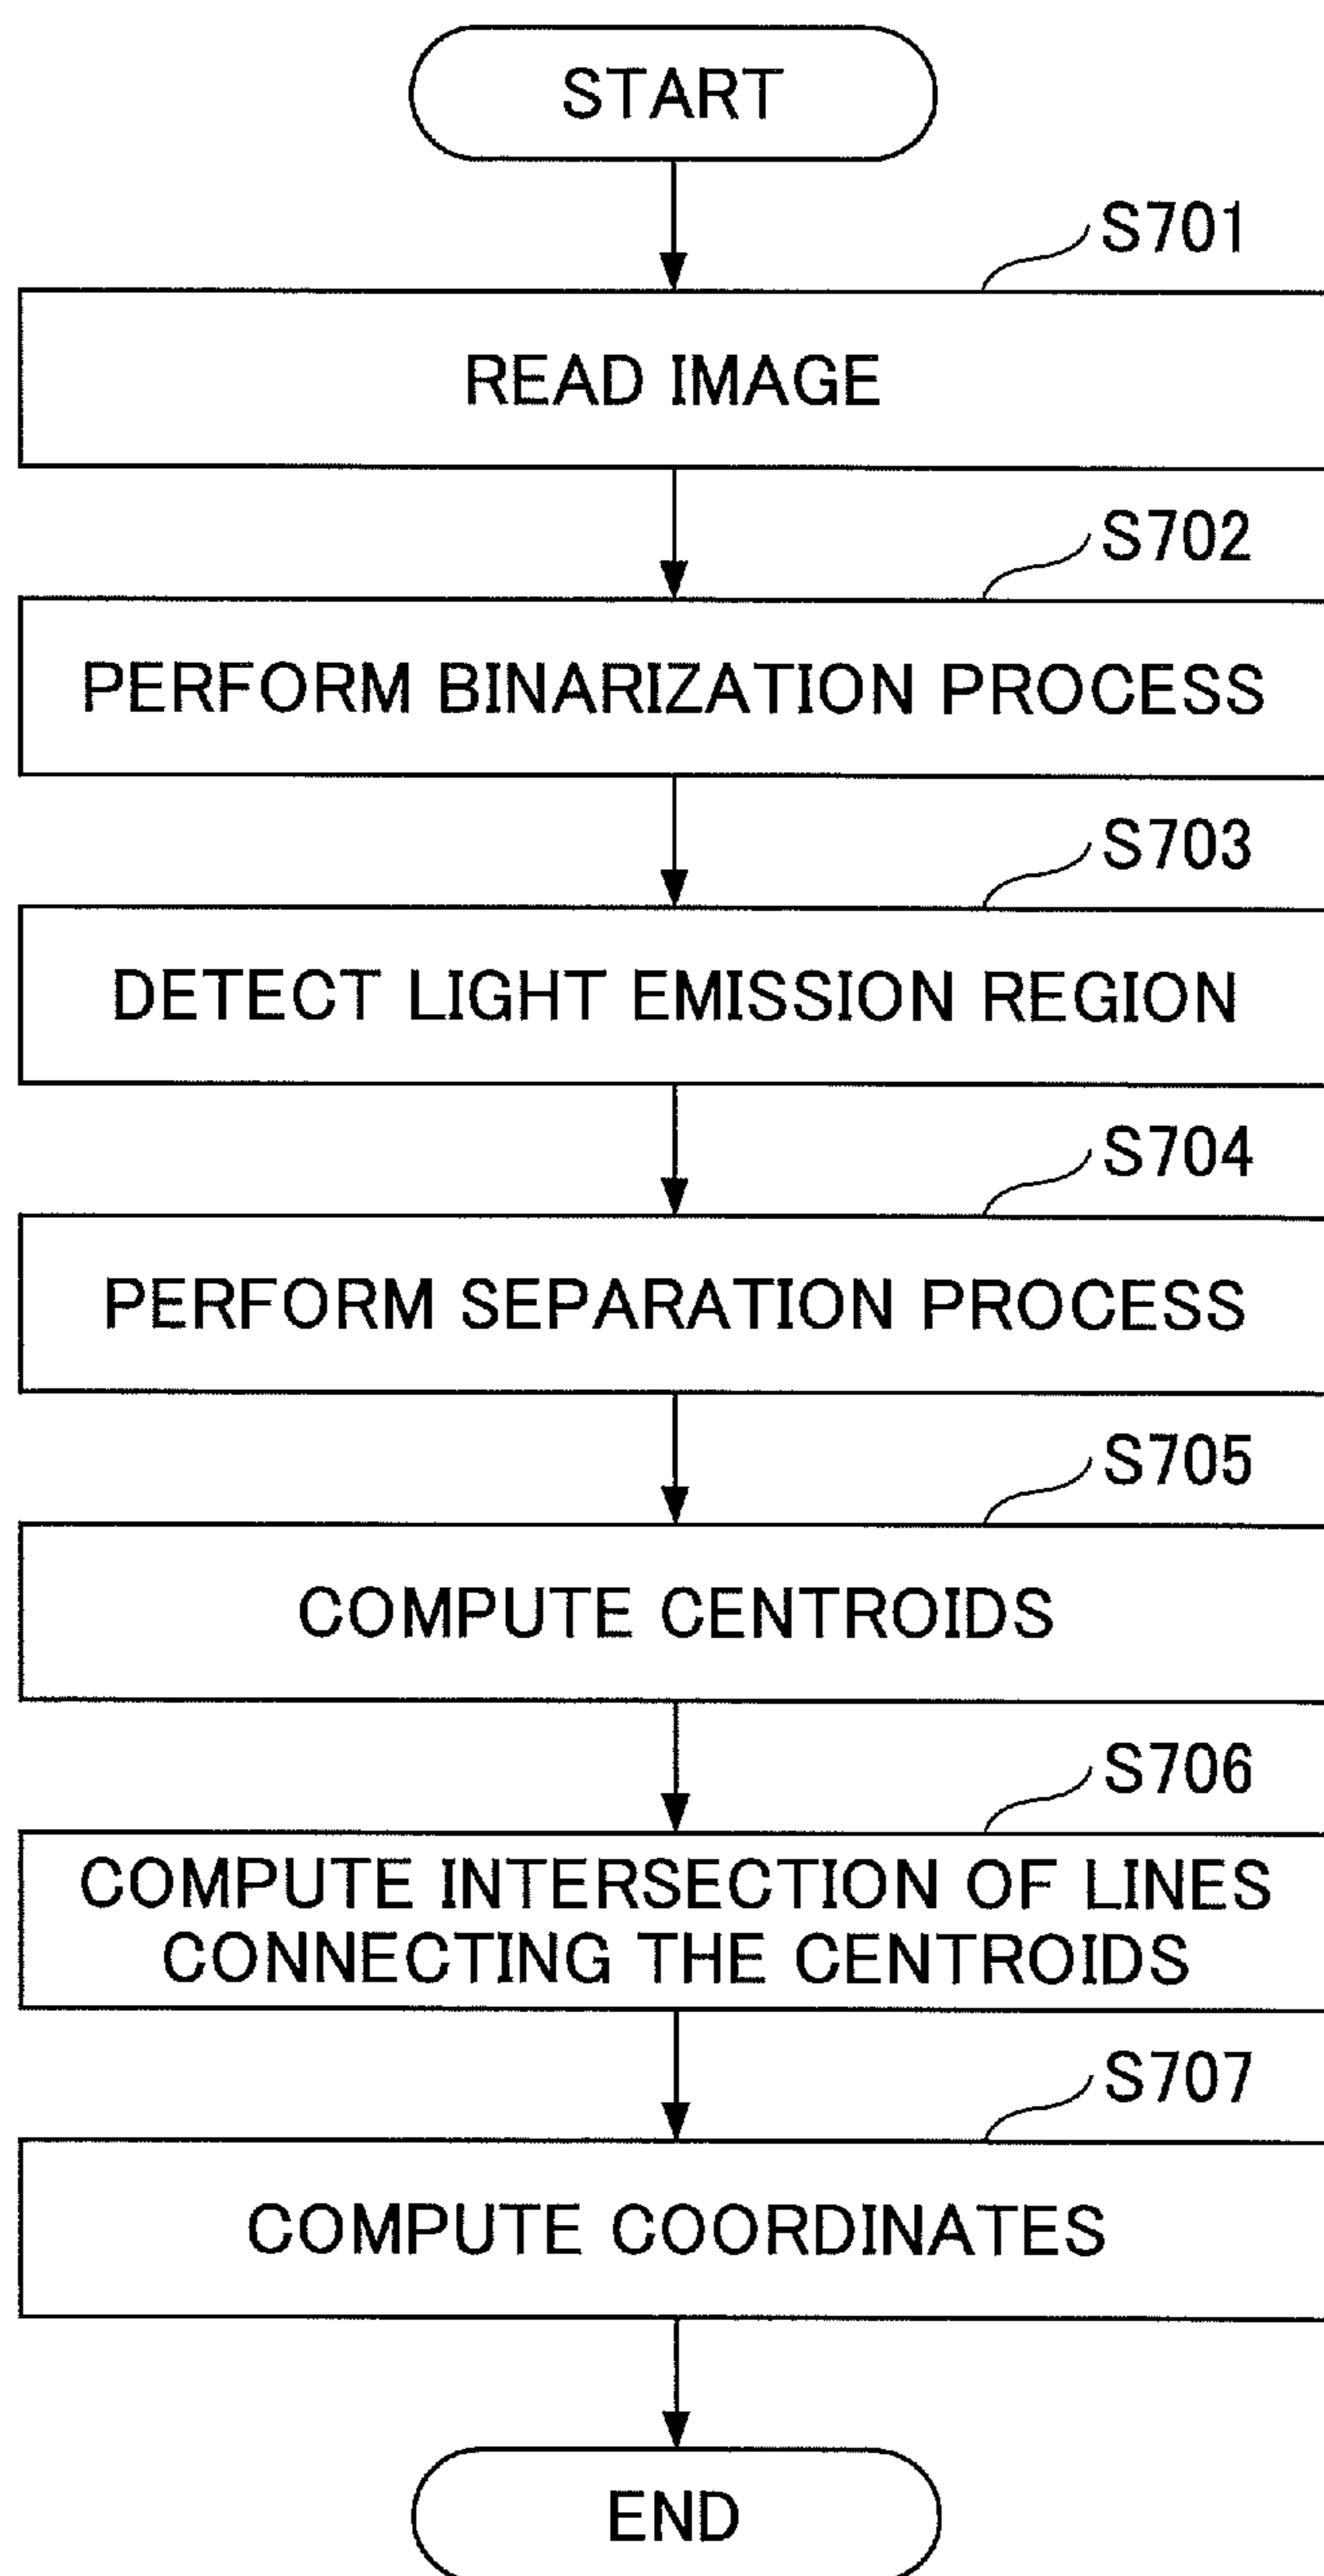 START
S701
READ IMAGE
S702
PERFORM BINARIZATION PROCESS
S703
DETECT LIGHT EMISSION REGION
S704
PERFORM SEPARATION PROCESS
S705
COMPUTE CENTROIDS
S706
COMPUTE INTERSECTION OF LINES
CONNECTING THE CENTROIDS
S707
COMPUTE COORDINATES
END